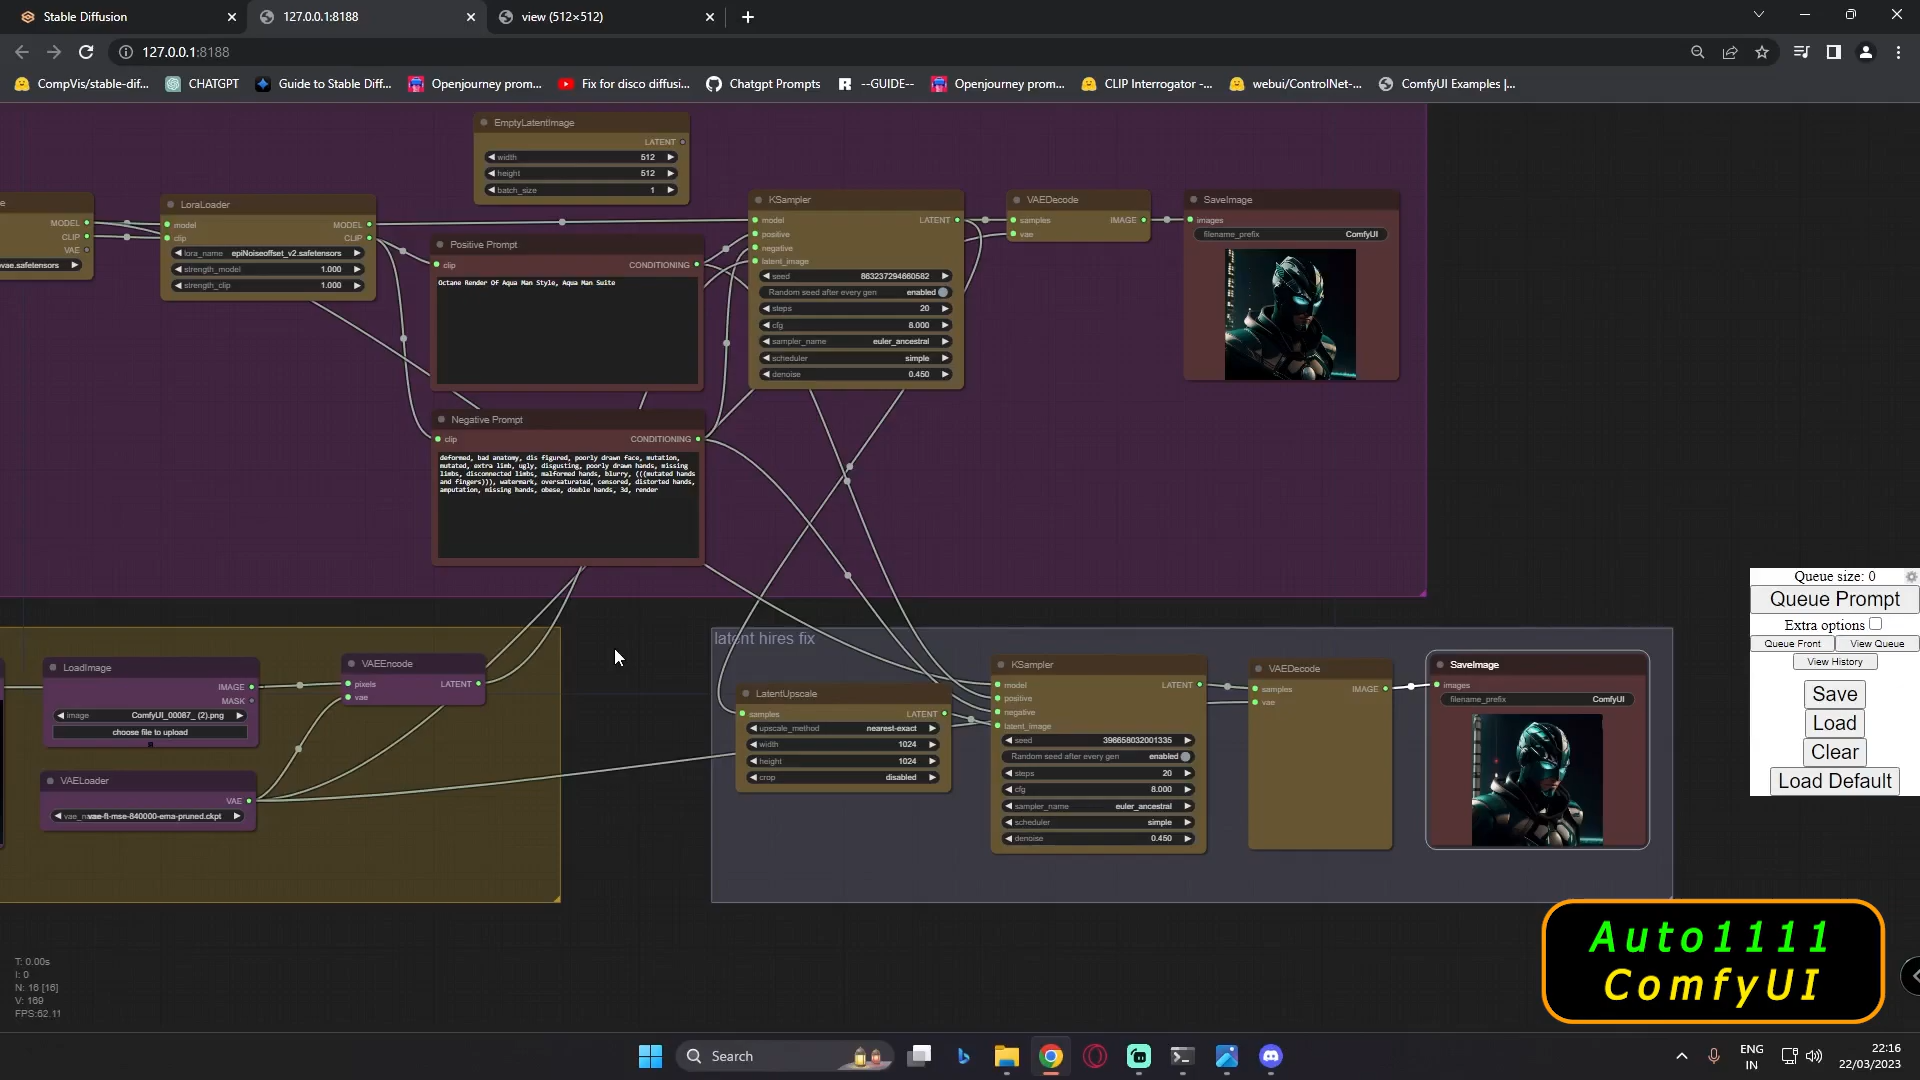 Stable Diffusion
127.0.0.1:8188
view (512×512)
127.0.0.1:8188
CompVis/stable-dif...
CHATGPT
Guide to Stable Diff...
Openjourney prom...
Fix for disco diffusi...
Chatgpt Prompts
--GUIDE--
Openjourney prom...
CLIP Interrogator -...
webui/ControlNet-...
ComfyUI Examples |...
EmptyLatentImage
LATENT
width 512
height 512
batch_size 1
MODEL
CLIP
VAE
vae.safetensors
LoraLoader
model MODEL
clip CLIP
lora_name epiNoiseoffset_v2.safetensors
strength_model 1.000
strength_clip 1.000
Positive Prompt
clip CONDITIONING
Octane Render Of Aqua Man Style, Aqua Man Suite
Negative Prompt
clip CONDITIONING
deformed, bad anatomy, dis figured, poorly drawn face, mutation,
mutated, extra limb, ugly, disgusting, poorly drawn hands, missing
limbs, disconnected limbs, malformed hands, blurry, (((mutated hands
and fingers))), watermark, oversaturated, censored, distorted hands,
amputation, missing hands, obese, double hands, 3d, render
KSampler
model LATENT
positive
negative
latent_image
seed 863237294660582
Random seed after every gen enabled
steps 20
cfg 8.000
sampler_name euler_ancestral
scheduler simple
denoise 0.450
VAEDecode
samples IMAGE
vae
SaveImage
images
filename_prefix ComfyUI
LoadImage
IMAGE
MASK
image ComfyUI_00087_ (2).png
choose file to upload
VAEEncode
pixels LATENT
vae
VAELoader
VAE
vae-ft-mse-840000-ema-pruned.ckpt
latent hires fix
LatentUpscale
samples LATENT
upscale_method nearest-exact
width 1024
height 1024
crop disabled
KSampler
model LATENT
positive
negative
latent_image
seed 396658032001335
Random seed after every gen enabled
steps 20
cfg 8.000
sampler_name euler_ancestral
scheduler simple
denoise 0.450
VAEDecode
samples IMAGE
vae
SaveImage
images
filename_prefix ComfyUI
Queue size: 0
Queue Prompt
Extra options
Queue Front View Queue
View History
Save
Load
Clear
Load Default
Auto1111
ComfyUI
T: 0.00s
I: 0
N: 16 [16]
V: 169
FPS:62.11
Search
ENG
IN
22:16
22/03/2023